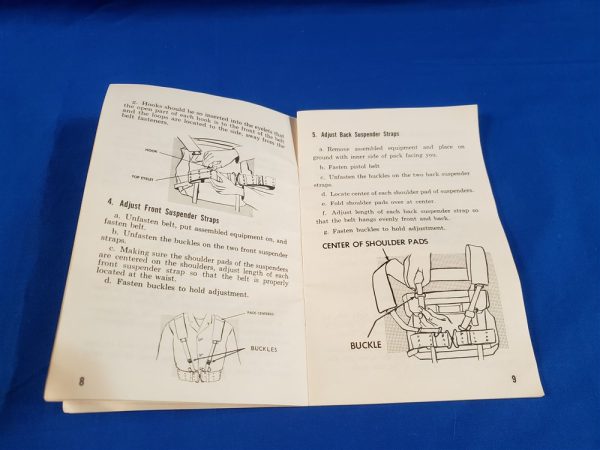 g. Hooks should be so inserted into the eyelets that
the open part of each hook is to the front of the belt
and the loops are located to the side, away from the
belt fasteners.
HOOK
TOP EYELET
4. Adjust Front Suspender Straps
a. Unfasten belt, put assembled equipment on, and
fasten belt.
b. Unfasten the buckles on the two front suspender
straps.
c. Making sure the shoulder pads of the suspenders
are centered on the shoulders, adjust length of each
front suspender strap so that the belt is properly
located at the waist.
d. Fasten buckles to hold adjustment.
PADS CENTERED
BUCKLES
8
5. Adjust Back Suspender Straps
a. Remove assembled equipment and place on
ground with inner side of pack facing you.
b. Fasten pistol belt
c. Unfasten the buckles on the two back suspender
straps.
d. Locate center of each shoulder pad of suspenders.
e. Fold shoulder pads over at center.
f. Adjust length of each back suspender strap so
that the belt hangs evenly, front and back.
g. Fasten buckles to hold adjustment.
CENTER OF SHOULDER PADS
BUCKLE
9